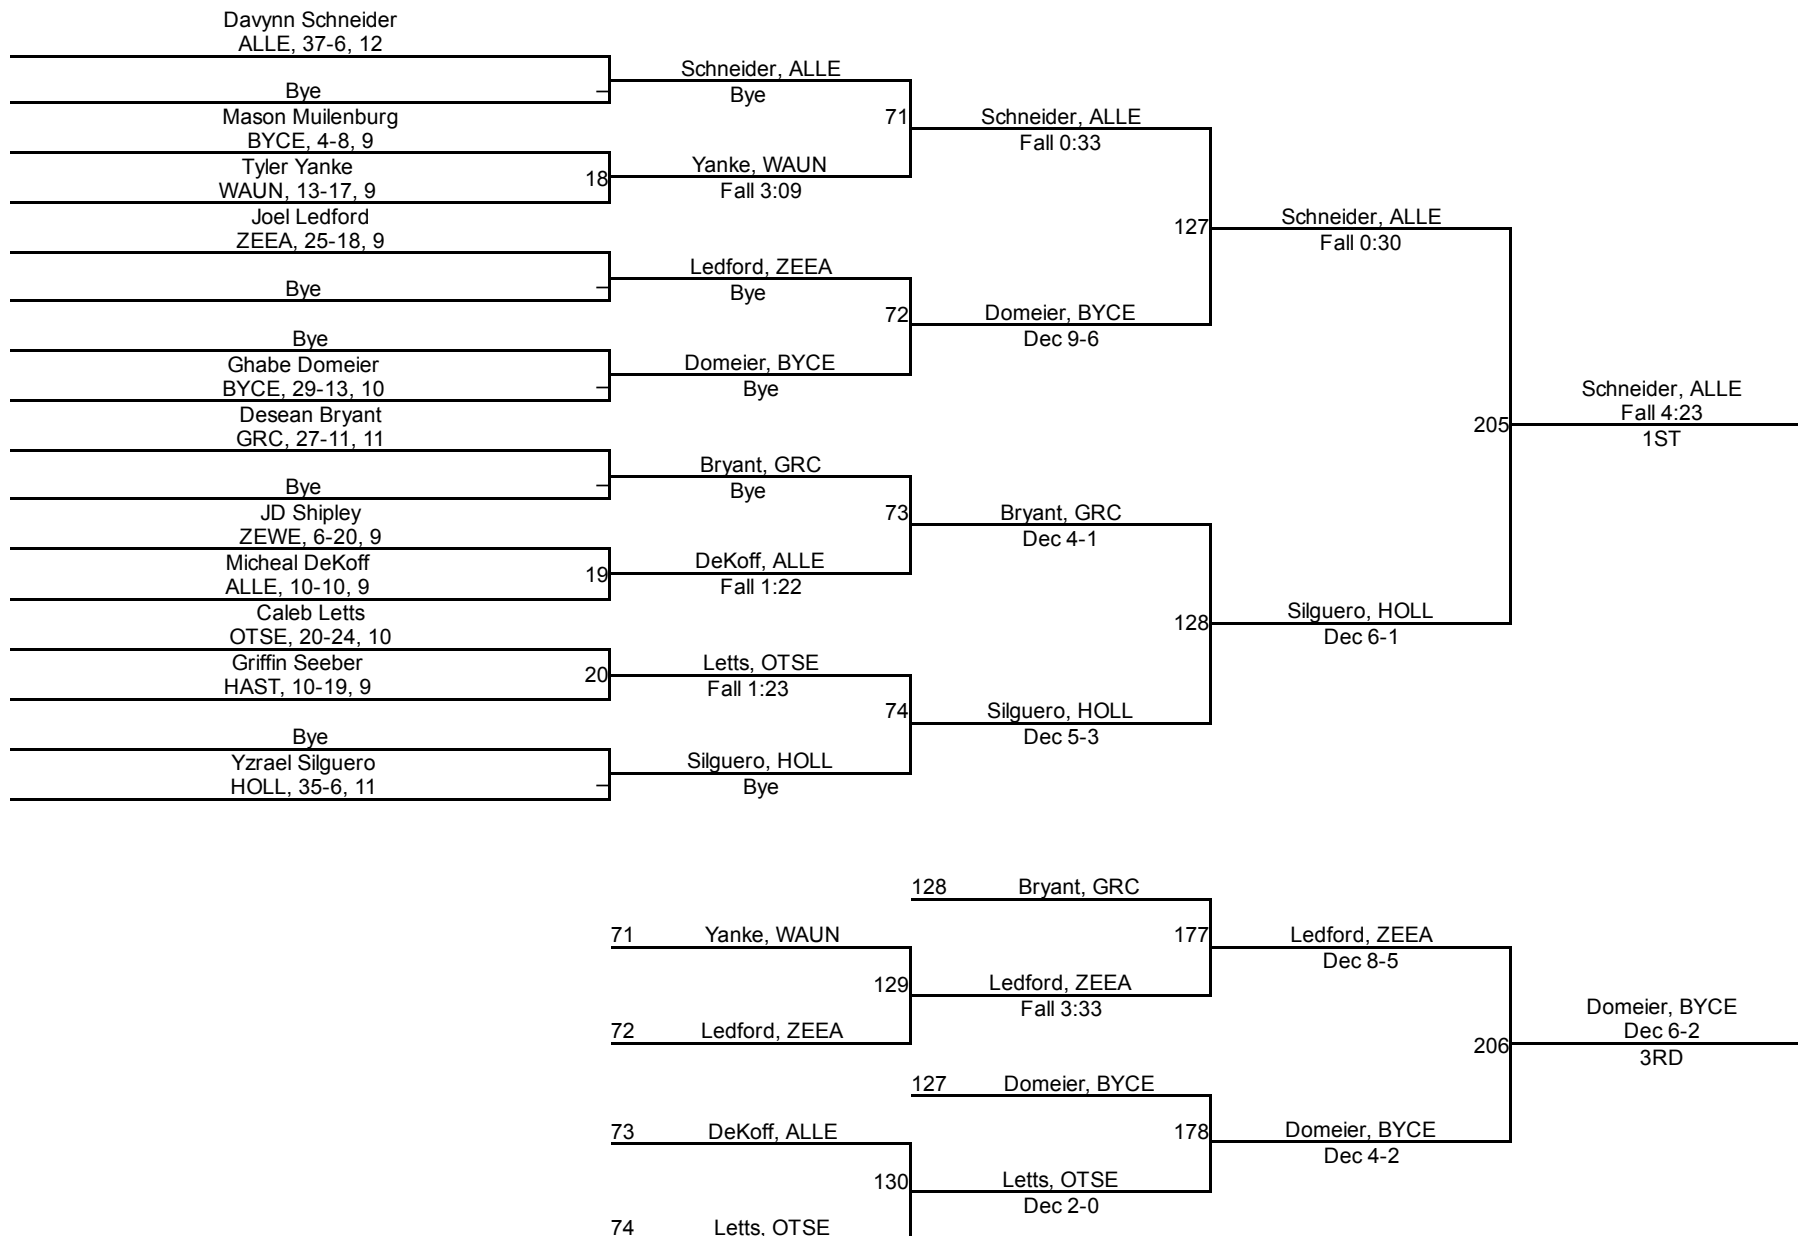 Davynn Schneider
ALLE, 37-6, 12
Bye
Mason Muilenburg
BYCE, 4-8, 9
Tyler Yanke
WAUN, 13-17, 9
18
Joel Ledford
ZEEA, 25-18, 9
Bye
Bye
Ghabe Domeier
BYCE, 29-13, 10
Desean Bryant
GRC, 27-11, 11
Bye
JD Shipley
ZEWE, 6-20, 9
Micheal DeKoff
ALLE, 10-10, 9
19
Caleb Letts
OTSE, 20-24, 10
Griffin Seeber
HAST, 10-19, 9
20
Bye
Yzrael Silguero
HOLL, 35-6, 11
Schneider, ALLE
Bye
71
Yanke, WAUN
Fall 3:09
Ledford, ZEEA
Bye
72
Domeier, BYCE
Bye
Bryant, GRC
Bye
73
DeKoff, ALLE
Fall 1:22
Letts, OTSE
Fall 1:23
74
Silguero, HOLL
Bye
Schneider, ALLE
Fall 0:33
127
Domeier, BYCE
Dec 9-6
Bryant, GRC
Dec 4-1
128
Silguero, HOLL
Dec 5-3
Schneider, ALLE
Fall 0:30
205
Silguero, HOLL
Dec 6-1
Schneider, ALLE
Fall 4:23
1ST
128 Bryant, GRC
71 Yanke, WAUN
177
129
Ledford, ZEEA
Fall 3:33
72 Ledford, ZEEA
127 Domeier, BYCE
73 DeKoff, ALLE
178
130
Letts, OTSE
Dec 2-0
74 Letts, OTSE
Ledford, ZEEA
Dec 8-5
206
Domeier, BYCE
Dec 4-2
Domeier, BYCE
Dec 6-2
3RD